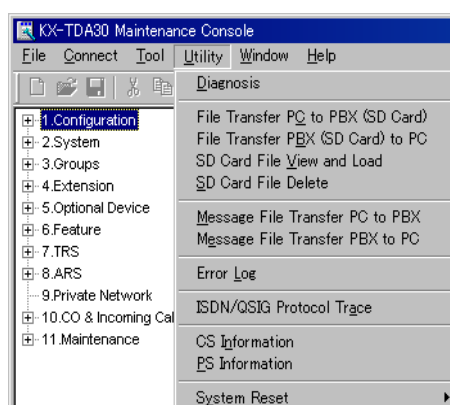 KX-TDA30 Maintenance Console
File Connect Tool Utility Window Help
1.Configuration
2.System
3.Groups
4.Extension
5.Optional Device
6.Feature
7.TRS
8.ARS
9.Private Network
10.CO & Incoming Cal
11.Maintenance
Diagnosis
File Transfer PC to PBX (SD Card)
File Transfer PBX (SD Card) to PC
SD Card File View and Load
SD Card File Delete
Message File Transfer PC to PBX
Message File Transfer PBX to PC
Error Log
ISDN/QSIG Protocol Trace
CS Information
PS Information
System Reset